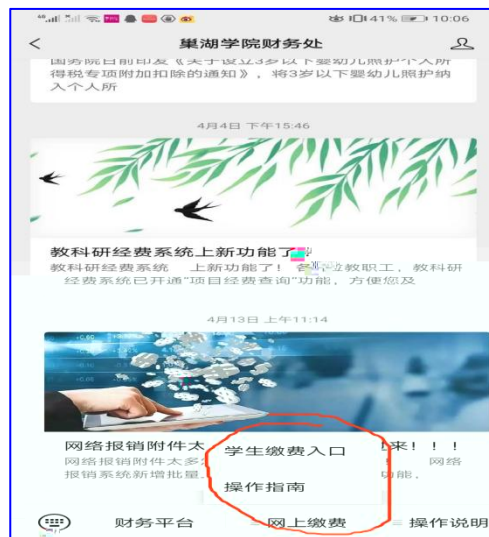 41% 10:06
巢湖学院财务处
国务院日前印发《关于设立3岁以下婴幼儿照护个人所
得税专项附加扣除的通知》，将3岁以下婴幼儿照护纳
入个人所
4月4日 下午15:46
教科研经费系统上新功能了
教科研经费系统 上新功能了！ 各 教职工，教科研
经费系统已开通“项目经费查询”功能，方便您及
4月13日 上午11:14
网络报销附件太 来！！！
网络报销附件太多 网络
报销系统新增批量 功能，
学生缴费入口
操作指南
财务平台 网上缴费 操作说明